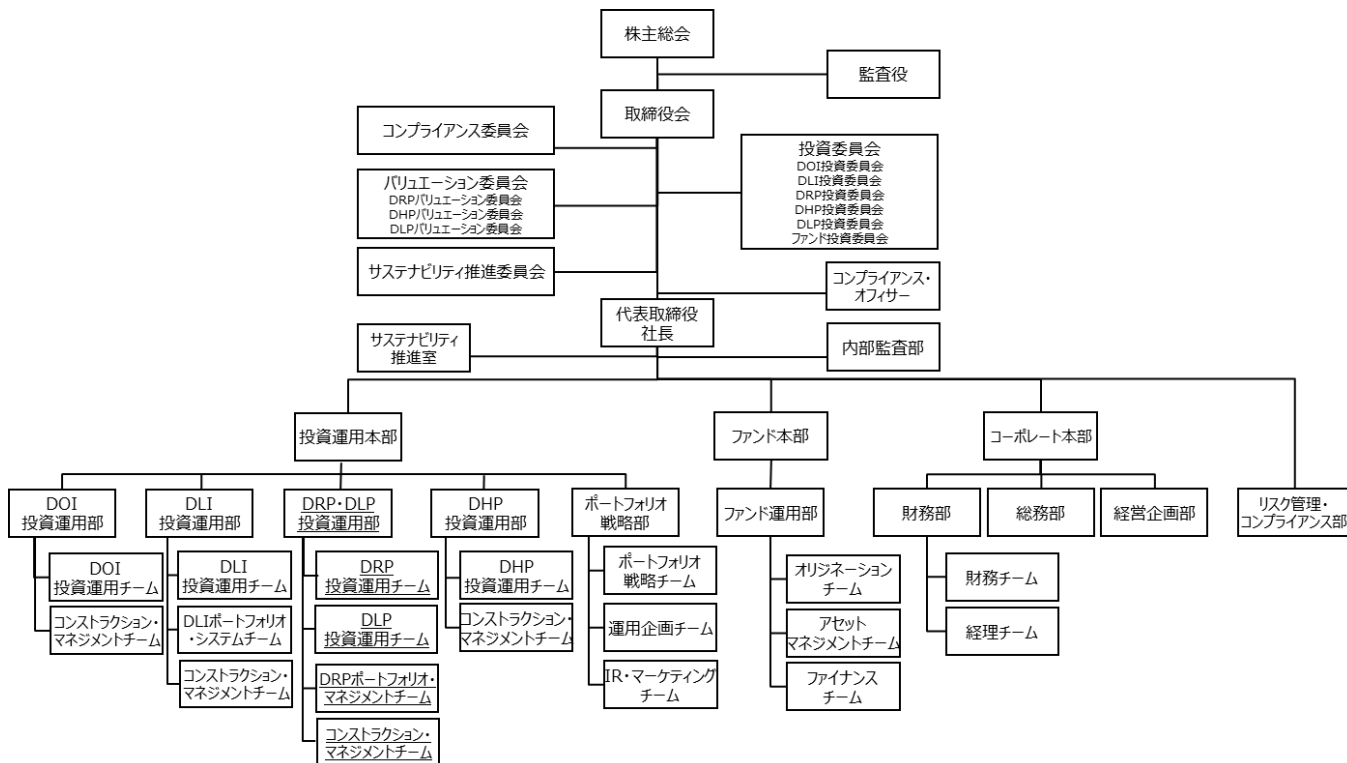 株主総会
監査役
取締役会
コンプライアンス委員会
投資委員会
DOI投資委員会
DLI投資委員会
DRP投資委員会
DHP投資委員会
DLP投資委員会
ファンド投資委員会
バリュエーション委員会
DRPバリュエーション委員会
DHPバリュエーション委員会
DLPバリュエーション委員会
サステナビリティ推進委員会
コンプライアンス・
オフィサー
代表取締役
社長
サステナビリティ
推進室
内部監査部
投資運用本部
ファンド本部
コーポレート本部
DOI
投資運用部
DLI
投資運用部
DRP・DLP
投資運用部
DHP
投資運用部
ポートフォリオ
戦略部
ファンド運用部
財務部
総務部
経営企画部
リスク管理・
コンプライアンス部
DOI
投資運用チーム
コンストラクション・
マネジメントチーム
DLI
投資運用チーム
DLIポートフォリオ
・システムチーム
コンストラクション・
マネジメントチーム
DRP
投資運用チーム
DLP
投資運用チーム
DRPポートフォリオ・
マネジメントチーム
コンストラクション・
マネジメントチーム
DHP
投資運用チーム
コンストラクション・
マネジメントチーム
ポートフォリオ
戦略チーム
運用企画チーム
IR・マーケティング
チーム
オリジネーション
チーム
アセット
マネジメントチーム
ファイナンス
チーム
財務チーム
経理チーム